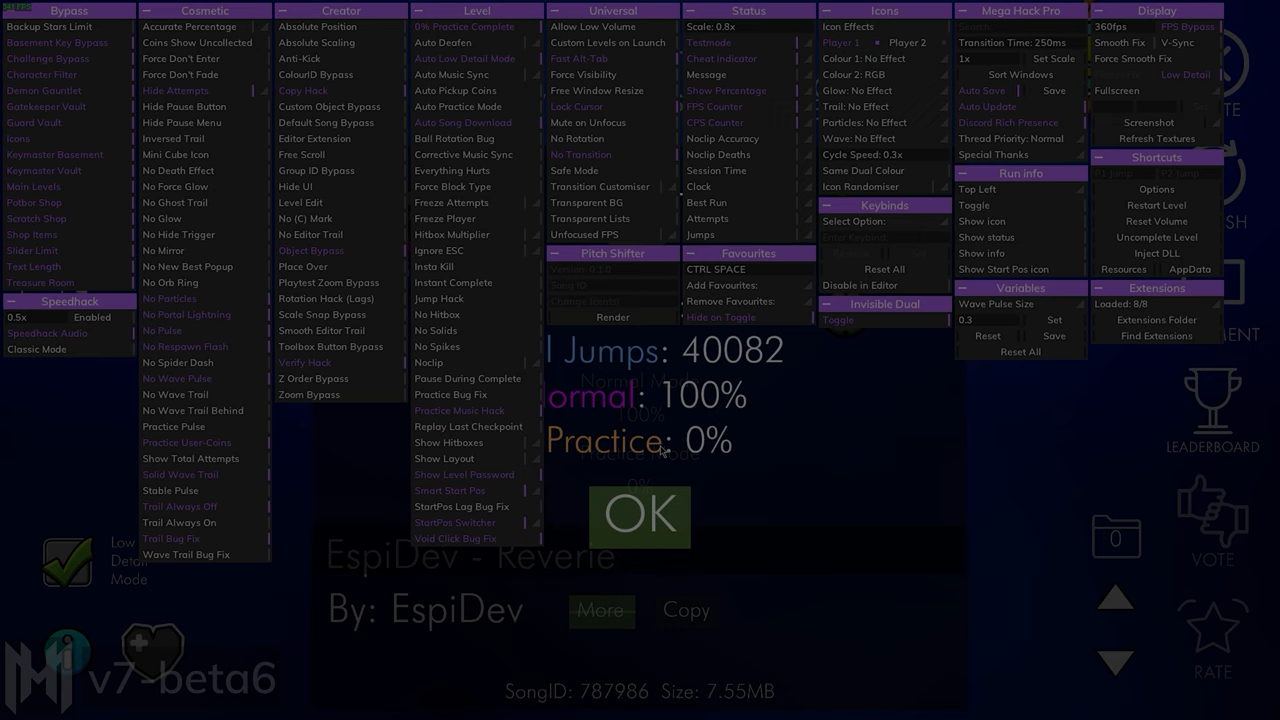 Bypass
Backup Stars Limit
Basement Key Bypass
Challenge Bypass
Character Filter
Demon Gauntlet
Gatekeeper Vault
Guard Vault
Icons
Keymaster Basement
Keymaster Vault
Main Levels
Potbor Shop
Scratch Shop
Shop Items
Slider Limit
Text Length
Treasure Room
Speedhack
0.5x Enabled
Speedhack Audio
Classic Mode
Cosmetic
Accurate Percentage
Coins Show Uncollected
Force Don't Enter
Force Don't Fade
Hide Attempts
Hide Pause Button
Hide Pause Menu
Inversed Trail
Mini Cube Icon
No Death Effect
No Force Glow
No Ghost Trail
No Glow
No Hide Trigger
No Mirror
No New Best Popup
No Orb Ring
No Particles
No Portal Lightning
No Pulse
No Respawn Flash
No Spider Dash
No Wave Pulse
No Wave Trail
No Wave Trail Behind
Practice Pulse
Practice User-Coins
Show Total Attempts
Solid Wave Trail
Stable Pulse
Trail Always Off
Trail Always On
Trail Bug Fix
Wave Trail Bug Fix
Creator
Absolute Position
Absolute Scaling
Anti-Kick
ColourID Bypass
Copy Hack
Custom Object Bypass
Default Song Bypass
Editor Extension
Free Scroll
Group ID Bypass
Hide UI
Level Edit
No (C) Mark
No Editor Trail
Object Bypass
Place Over
Playtest Zoom Bypass
Rotation Hack (Lags)
Scale Snap Bypass
Smooth Editor Trail
Toolbox Button Bypass
Verify Hack
Z Order Bypass
Zoom Bypass
Level
0% Practice Complete
Auto Deafen
Auto Low Detail Mode
Auto Music Sync
Auto Pickup Coins
Auto Practice Mode
Auto Song Download
Ball Rotation Bug
Corrective Music Sync
Everything Hurts
Force Block Type
Freeze Attempts
Freeze Player
Hitbox Multiplier
Ignore ESC
Insta Kill
Instant Complete
Jump Hack
No Hitbox
No Solids
No Spikes
Noclip
Pause During Complete
Practice Bug Fix
Practice Music Hack
Replay Last Checkpoint
Show Hitboxes
Show Layout
Show Level Password
Smart Start Pos
StartPos Lag Bug Fix
StartPos Switcher
Void Click Bug Fix
Universal
Allow Low Volume
Custom Levels on Launch
Fast Alt-Tab
Force Visibility
Free Window Resize
Lock Cursor
Mute on Unfocus
No Rotation
No Transition
Safe Mode
Transition Customiser
Transparent BG
Transparent Lists
Unfocused FPS
Pitch Shifter
Version: 0.1.0
Song ID
Change (cents)
Render
Status
Scale: 0.8x
Testmode
Cheat Indicator
Message
Show Percentage
FPS Counter
CPS Counter
Noclip Accuracy
Noclip Deaths
Session Time
Clock
Best Run
Attempts
Jumps
Favourites
CTRL SPACE
Add Favourites:
Remove Favourites:
Hide on Toggle
Icons
Icon Effects
Player 1 Player 2
Colour 1: No Effect
Colour 2: RGB
Glow: No Effect
Trail: No Effect
Particles: No Effect
Wave: No Effect
Cycle Speed: 0.3x
Same Dual Colour
Icon Randomiser
Keybinds
Select Option:
Enter Keybind:
Reset All
Disable in Editor
Invisible Dual
Toggle
Mega Hack Pro
Search:
Transition Time: 250ms
1x Set Scale
Sort Windows
Auto Save Save
Auto Update
Discord Rich Presence
Thread Priority: Normal
Special Thanks
Run info
Top Left
Toggle
Show icon
Show status
Show info
Show Start Pos icon
Variables
Wave Pulse Size
0.3 Set
Reset Save
Reset All
Display
360fps FPS Bypass
Smooth Fix V-Sync
Force Smooth Fix
Low Detail
Fullscreen
Screenshot
Refresh Textures
Shortcuts
P1 Jump P2 Jump
Options
Restart Level
Reset Volume
Uncomplete Level
Inject DLL
Resources AppData
Extensions
Loaded: 8/8
Extensions Folder
Find Extensions
l Jumps: 40082
ormal: 100%
Normal Mode
100%
Practice: 0%
Practice Mode
0%
OK
EspiDev - Reverie
By: EspiDev More Copy
SongID: 787986 Size: 7.55MB
Low
Detail
Mode
v7-beta6
LEADERBOARD
0
VOTE
RATE